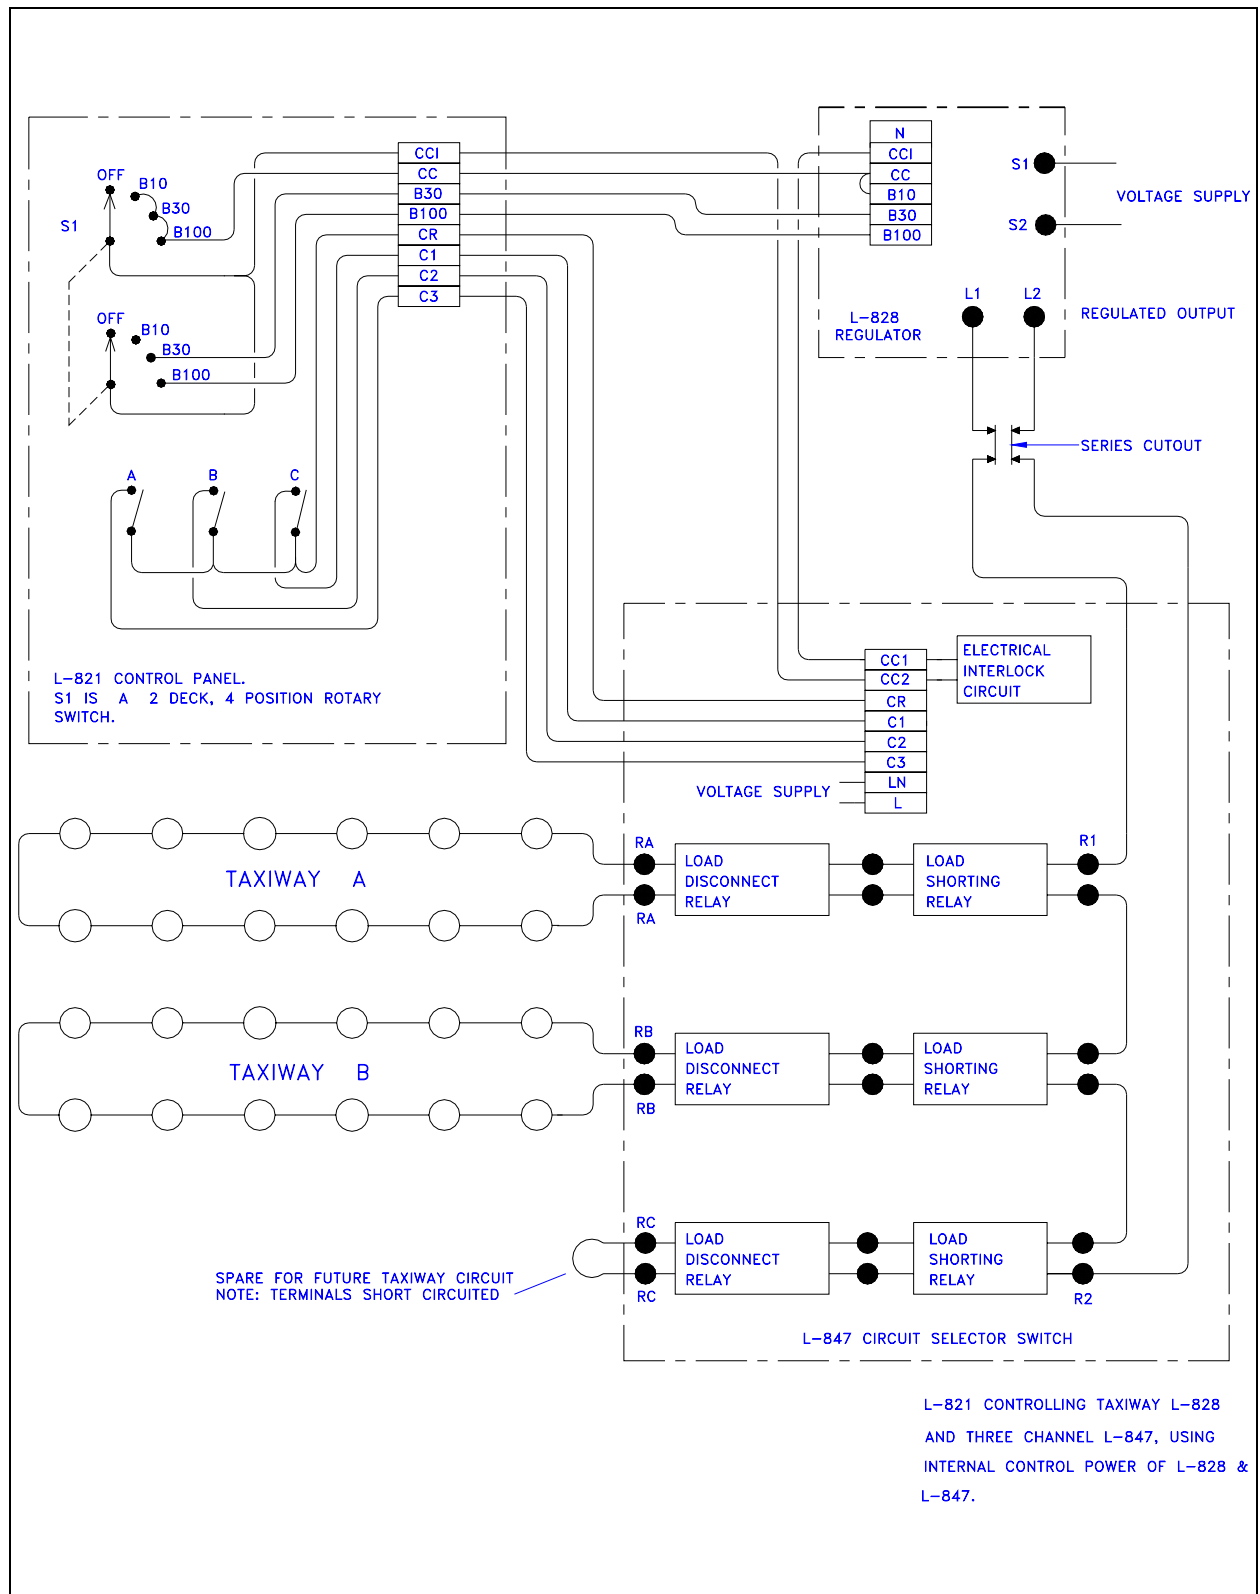 OFF
B10
B30
B100
S1
OFF
B10
B30
B100
A
B
C
L-821 CONTROL PANEL.
S1 IS A 2 DECK, 4 POSITION ROTARY
SWITCH.
CCI
CC
B30
B100
CR
C1
C2
C3
N
CCI
CC
B10
B30
B100
S1
S2
VOLTAGE SUPPLY
L1
L2
REGULATED OUTPUT
L-828
REGULATOR
SERIES CUTOUT
CC1
CC2
CR
C1
C2
C3
LN
L
ELECTRICAL
INTERLOCK
CIRCUIT
VOLTAGE SUPPLY
TAXIWAY A
RA
RA
LOAD
DISCONNECT
RELAY
LOAD
SHORTING
RELAY
R1
TAXIWAY B
RB
RB
LOAD
DISCONNECT
RELAY
LOAD
SHORTING
RELAY
SPARE FOR FUTURE TAXIWAY CIRCUIT
NOTE: TERMINALS SHORT CIRCUITED
RC
RC
LOAD
DISCONNECT
RELAY
LOAD
SHORTING
RELAY
R2
L-847 CIRCUIT SELECTOR SWITCH
L-821 CONTROLLING TAXIWAY L-828
AND THREE CHANNEL L-847, USING
INTERNAL CONTROL POWER OF L-828 &
L-847.